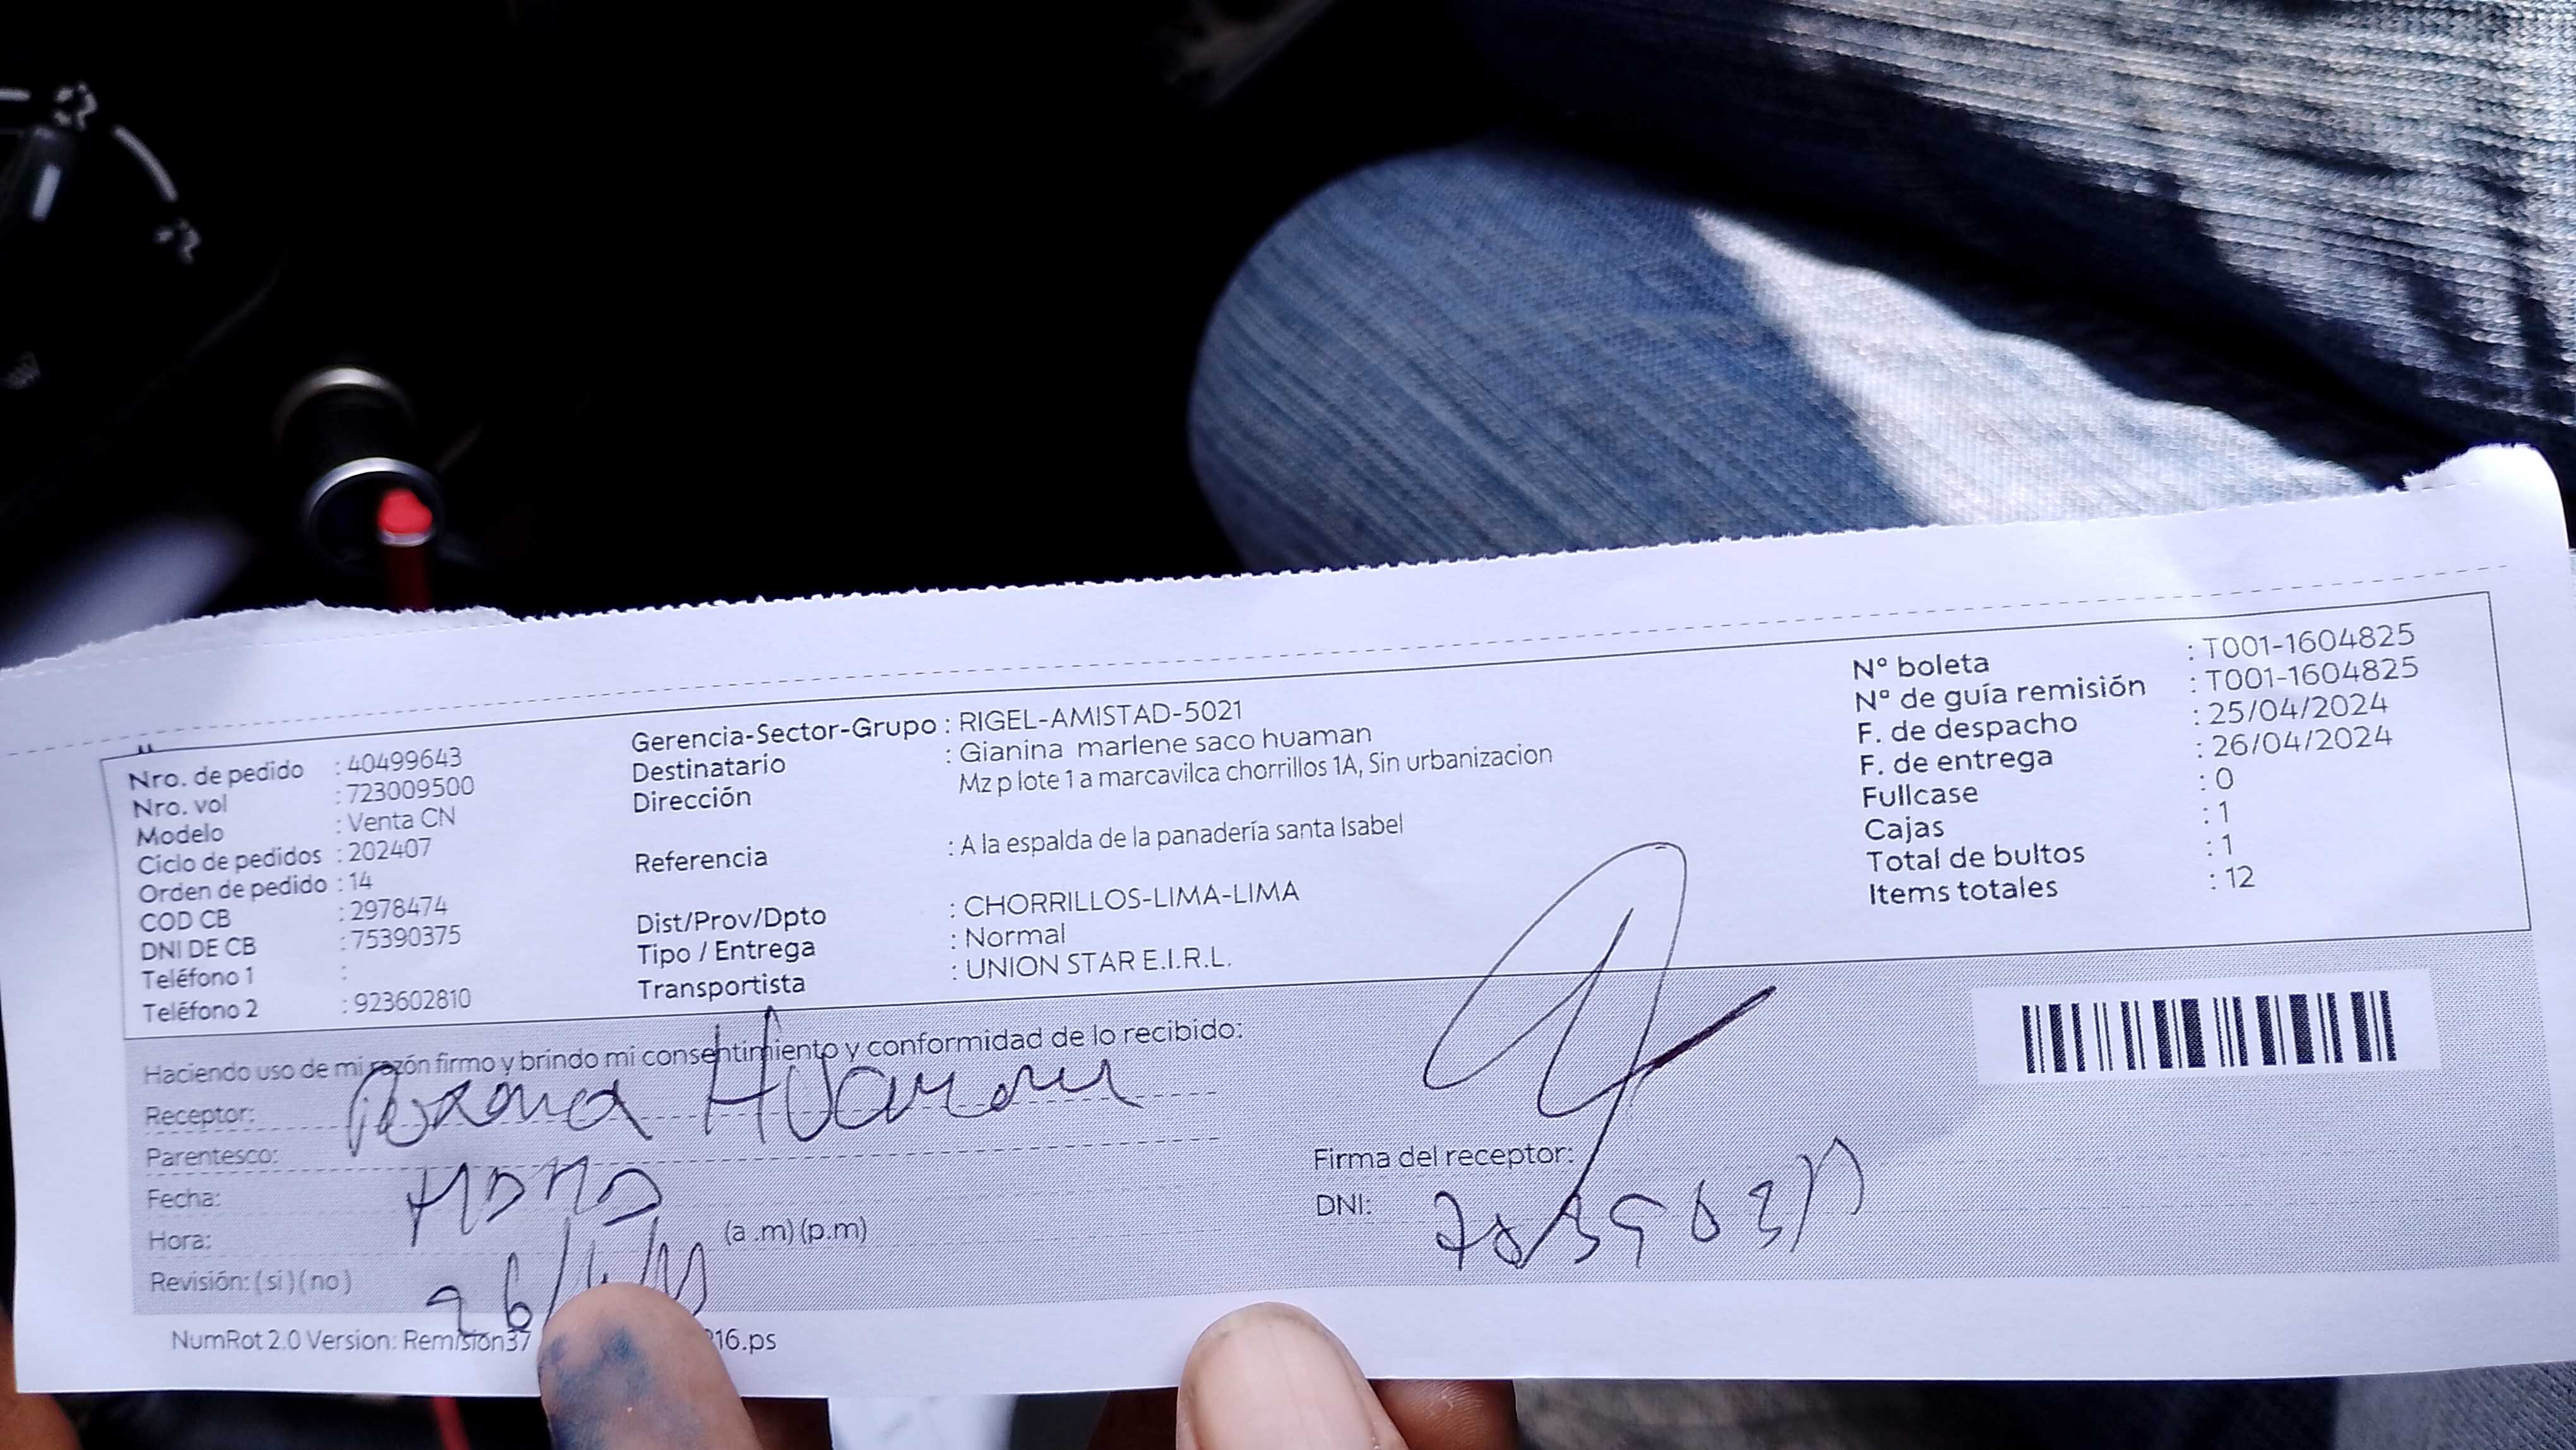 Nro. de pedido : 40499643
Nro. vol : 723009500
Modelo : Venta CN
Ciclo de pedidos : 202407
Orden de pedido : 14
COD CB : 2978474
DNI DE CB : 75390375
Teléfono 1 :
Teléfono 2 : 923602810
Gerencia-Sector-Grupo : RIGEL-AMISTAD-5021
Destinatario : Gianina marlene saco huaman
Dirección Mz p lote 1 a marcavilca chorrillos 1A, Sin urbanizacion
Referencia : A la espalda de la panadería santa Isabel
Dist/Prov/Dpto : CHORRILLOS-LIMA-LIMA
Tipo / Entrega : Normal
Transportista : UNION STAR E.I.R.L.
Nº boleta : T001-1604825
Nº de guía remisión : T001-1604825
F. de despacho : 25/04/2024
F. de entrega : 26/04/2024
Fullcase : 0
Cajas : 1
Total de bultos : 1
Items totales : 12
Haciendo uso de mi razón firmo y brindo mi consentimiento y conformidad de lo recibido:
Receptor:
Parentesco:
Fecha:
Hora: (a .m) (p.m)
Revisión: ( si ) ( no )
Firma del receptor:
DNI:
NumRot 2.0 Version: Remision37 16.ps